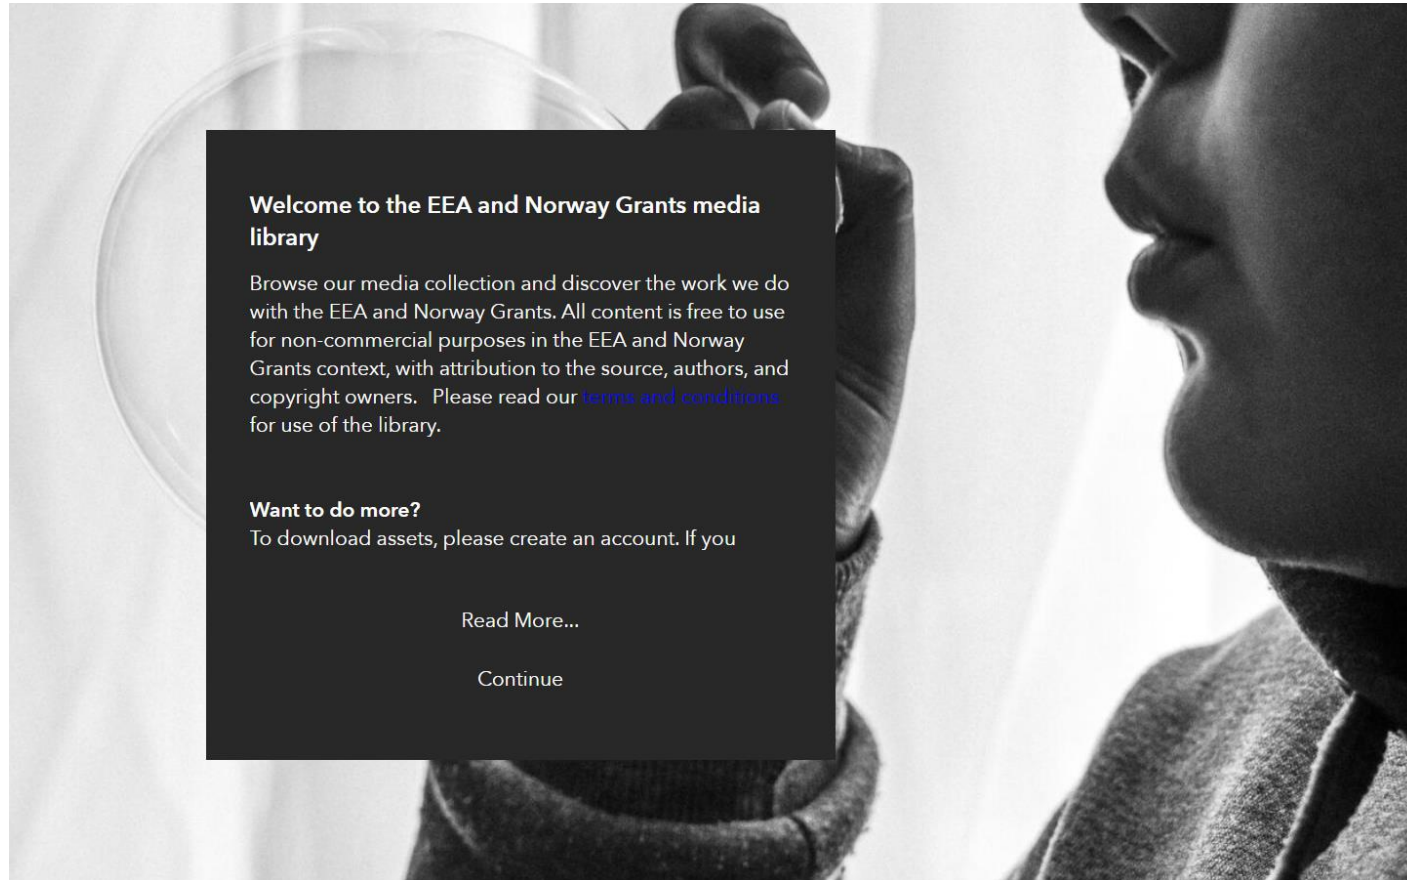 Welcome to the EEA and Norway Grants media
library
Browse our media collection and discover the work we do
with the EEA and Norway Grants. All content is free to use
for non-commercial purposes in the EEA and Norway
Grants context, with attribution to the source, authors, and
copyright owners.   Please read our terms and conditions
for use of the library.
Want to do more?
To download assets, please create an account. If you
Read More...
Continue